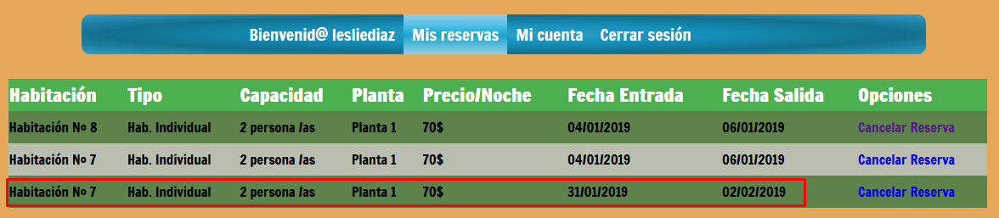 Bienvenid@ lesliediaz Mis reservas Mi cuenta Cerrar sesión
Habitación Tipo Capacidad Planta Precio/Noche Fecha Entrada Fecha Salida Opciones
Habitación Nº 8 Hab. Individual 2 persona /as Planta 1 70$ 04/01/2019 06/01/2019 Cancelar Reserva
Habitación Nº 7 Hab. Individual 2 persona /as Planta 1 70$ 04/01/2019 06/01/2019 Cancelar Reserva
Habitación Nº 7 Hab. Individual 2 persona /as Planta 1 70$ 31/01/2019 02/02/2019 Cancelar Reserva